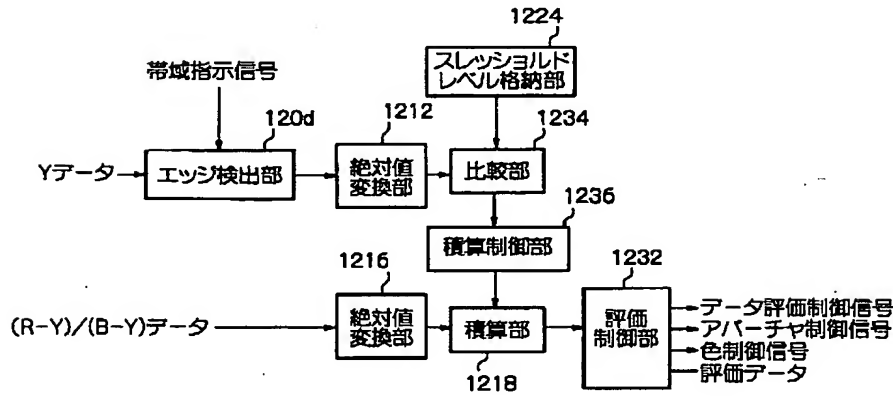 1224
スレッショルド
レベル格納部
帯域指示信号
120d
1212
1234
Yデータ
エッジ検出部
絶対値
変換部
比較部
1236
積算制御部
1216
1232
(R-Y)/(B-Y)データ
絶対値
変換部
積算部
1218
評価
制御部
データ評価制御信号
アパーチャ制御信号
色制御信号
評価データ